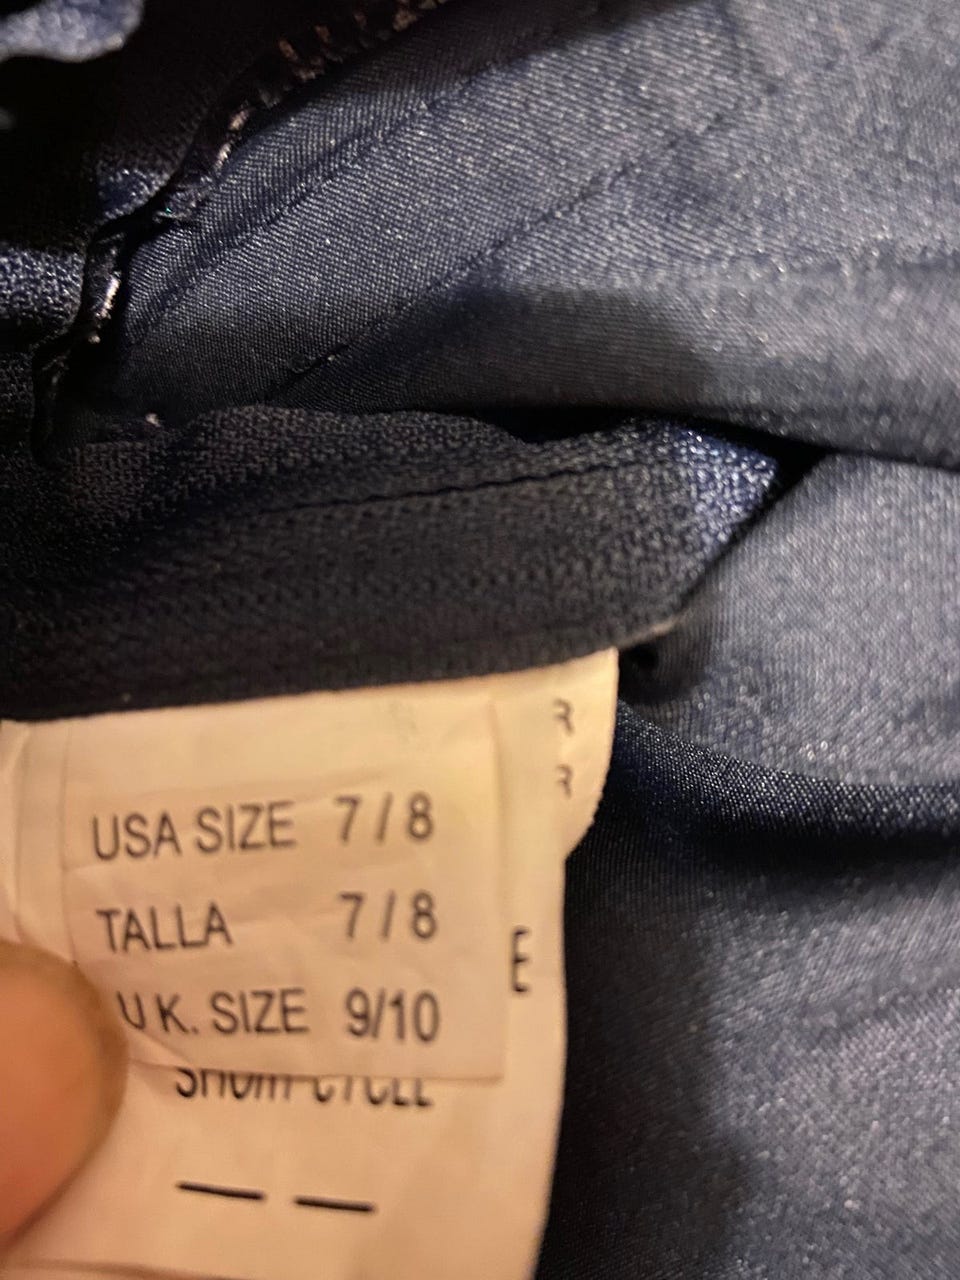 R
R
USA SIZE 7 / 8
TALLA 7 / 8
E
U K. SIZE 9/10